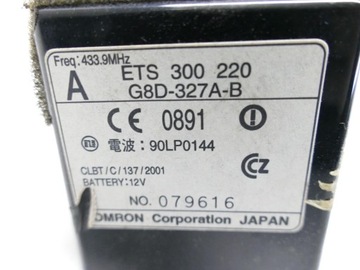 Freq: 433.9MHz
A ETS 300 220
G8D-327A-B
CE 0891
電波: 90LP0144
CLBT/C/137/2001
BATTERY: 12V
CZ
NO. 079616
OMRON Corporation JAPAN